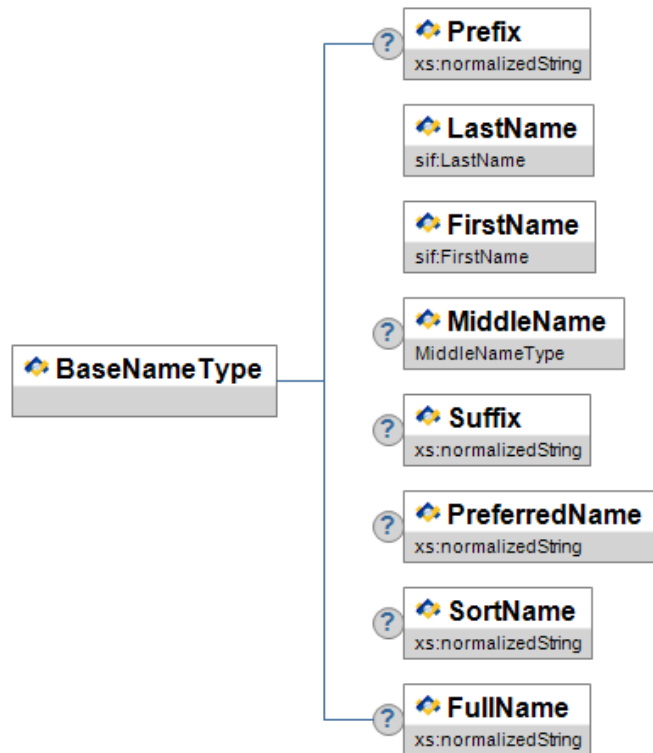 ?
Prefix
xs:normalizedString
LastName
sif:LastName
FirstName
sif:FirstName
?
MiddleName
MiddleNameType
BaseNameType
?
Suffix
xs:normalizedString
?
PreferredName
xs:normalizedString
?
SortName
xs:normalizedString
?
FullName
xs:normalizedString